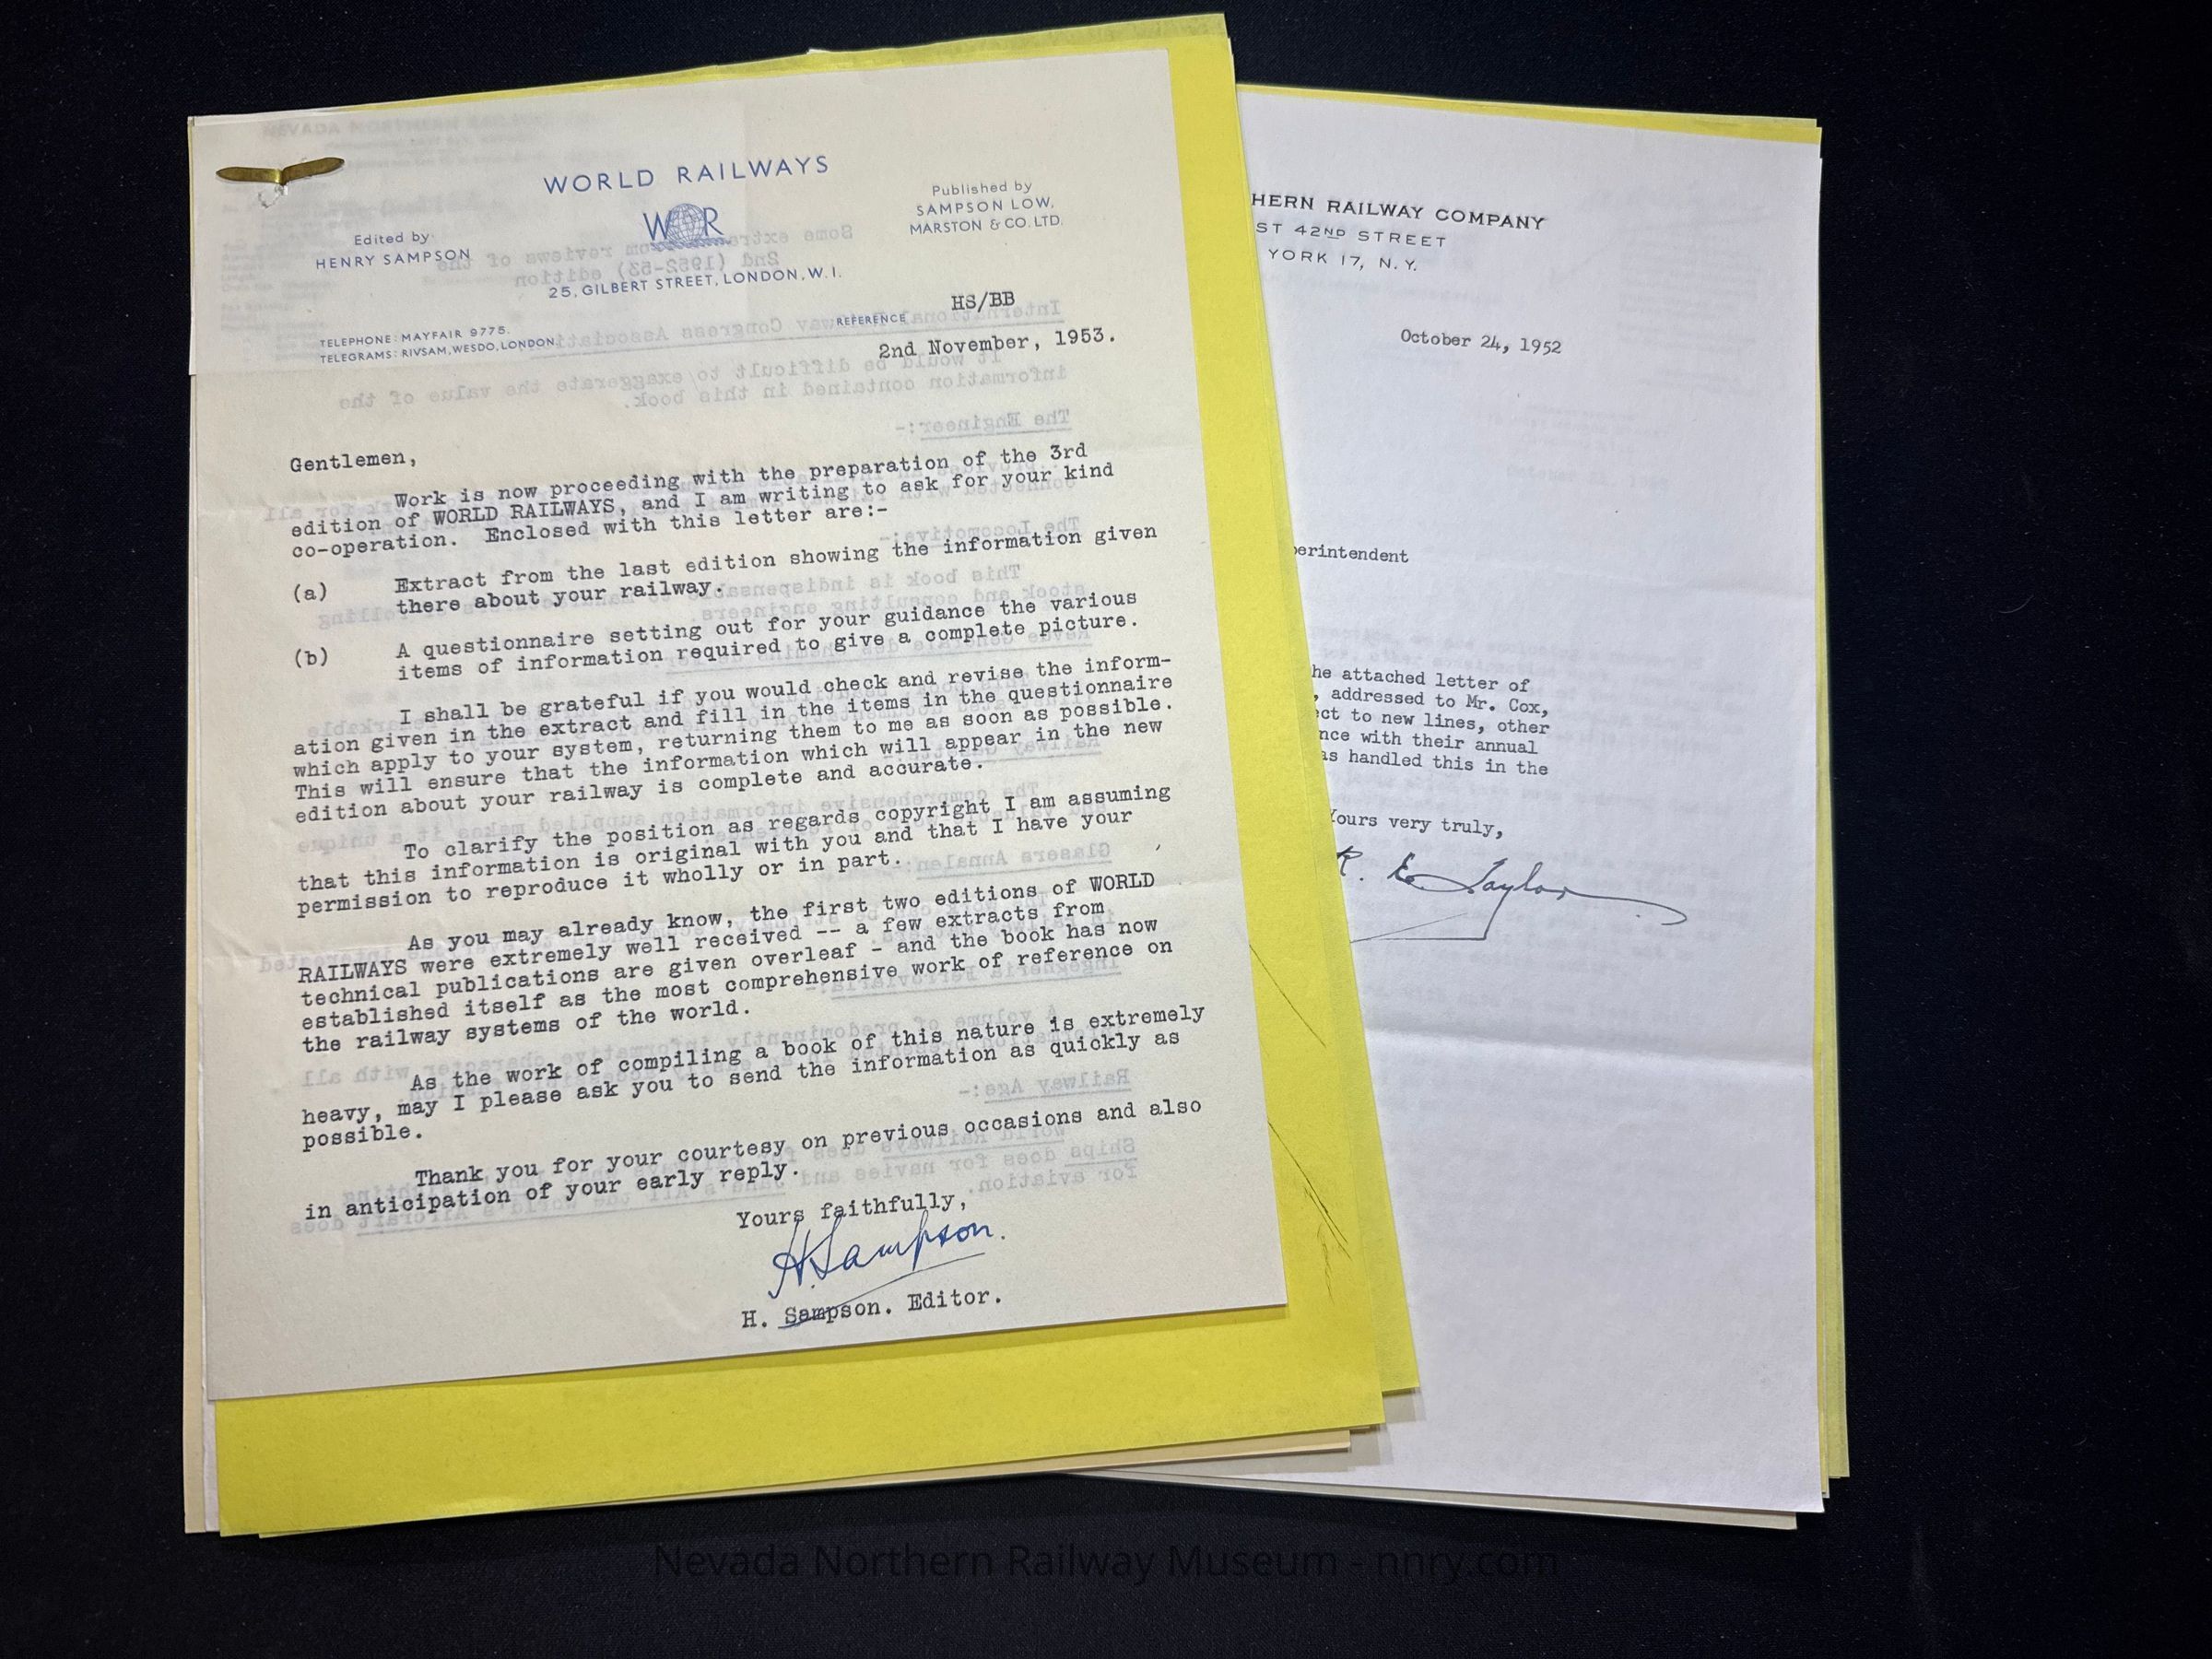 WORLD RAILWAYS
WR
Edited by
HENRY SAMPSON
Published by
SAMPSON LOW,
MARSTON & CO. LTD.
25, GILBERT STREET, LONDON, W.I.
TELEPHONE: MAYFAIR 9775.
TELEGRAMS: RIVSAM, WESDO, LONDON.
REFERENCE HS/BB
2nd November, 1953.
Gentlemen,
Work is now proceeding with the preparation of the 3rd
edition of WORLD RAILWAYS, and I am writing to ask for your kind
co-operation. Enclosed with this letter are:-
(a) Extract from the last edition showing the information given
there about your railway.
(b) A questionnaire setting out for your guidance the various
items of information required to give a complete picture.
I shall be grateful if you would check and revise the inform-
ation given in the extract and fill in the items in the questionnaire
which apply to your system, returning them to me as soon as possible.
This will ensure that the information which will appear in the new
edition about your railway is complete and accurate.
To clarify the position as regards copyright I am assuming
that this information is original with you and that I have your
permission to reproduce it wholly or in part.
As you may already know, the first two editions of WORLD
RAILWAYS were extremely well received -- a few extracts from
technical publications are given overleaf - and the book has now
established itself as the most comprehensive work of reference on
the railway systems of the world.
As the work of compiling a book of this nature is extremely
heavy, may I please ask you to send the information as quickly as
possible.
Thank you for your courtesy on previous occasions and also
in anticipation of your early reply.
Yours faithfully,
H. Sampson.
H. Sampson. Editor.
HERN RAILWAY COMPANY
ST 42ND STREET
YORK 17, N.Y.
October 24, 1952
perintendent
he attached letter of
, addressed to Mr. Cox,
ect to new lines, other
nce with their annual
as handled this in the
Yours very truly,
R. E. Taylor
Nevada Northern Railway Museum - nnry.com